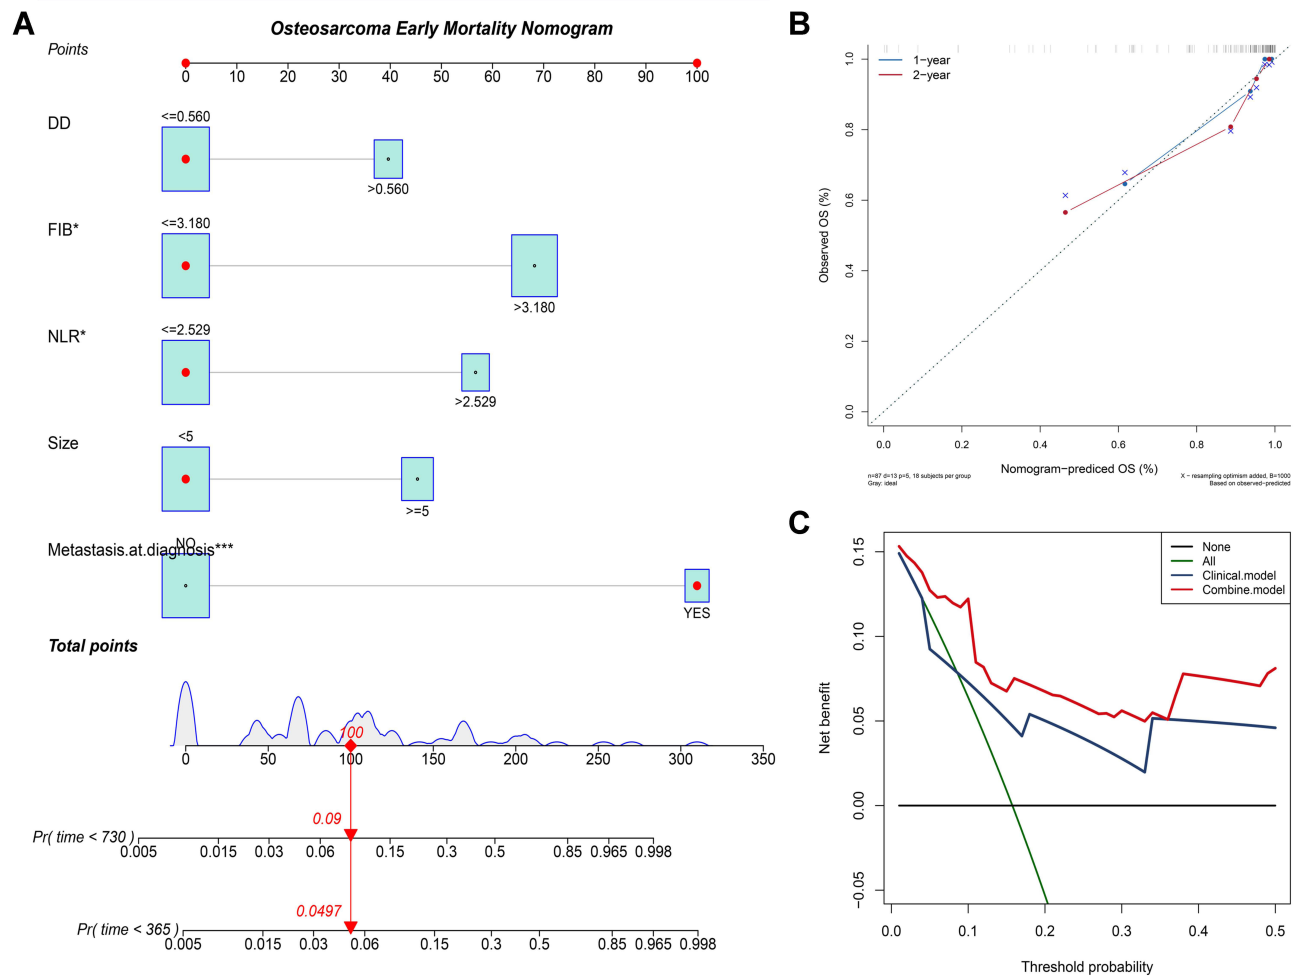 A
Osteosarcoma Early Mortality Nomogram
Points
0 10 20 30 40 50 60 70 80 90 100
DD
<=0.560
>0.560
FIB*
<=3.180
>3.180
NLR*
<=2.529
>2.529
Size
<5
>=5
Metastasis.at.diagnosis***
NO
YES
Total points
100
0 50 100 150 200 250 300 350
0.09
Pr( time < 730 )
0.005 0.015 0.03 0.06 0.15 0.3 0.5 0.85 0.965 0.998
0.0497
Pr( time < 365 )
0.005 0.015 0.03 0.06 0.15 0.3 0.5 0.85 0.965 0.998
B
1-year
2-year
Observed OS (%)
1.0
0.8
0.6
0.4
0.2
0.0
0.0 0.2 0.4 0.6 0.8 1.0
Nomogram-prediced OS (%)
n=87 d=13 p=5, 18 subjects per group
Gray: ideal
X - resampling optimism added, B=1000
Based on observed-predicted
C
None
All
Clinical.model
Combine.model
Net benefit
0.15
0.10
0.05
0.00
-0.05
0.0 0.1 0.2 0.3 0.4 0.5
Threshold probability